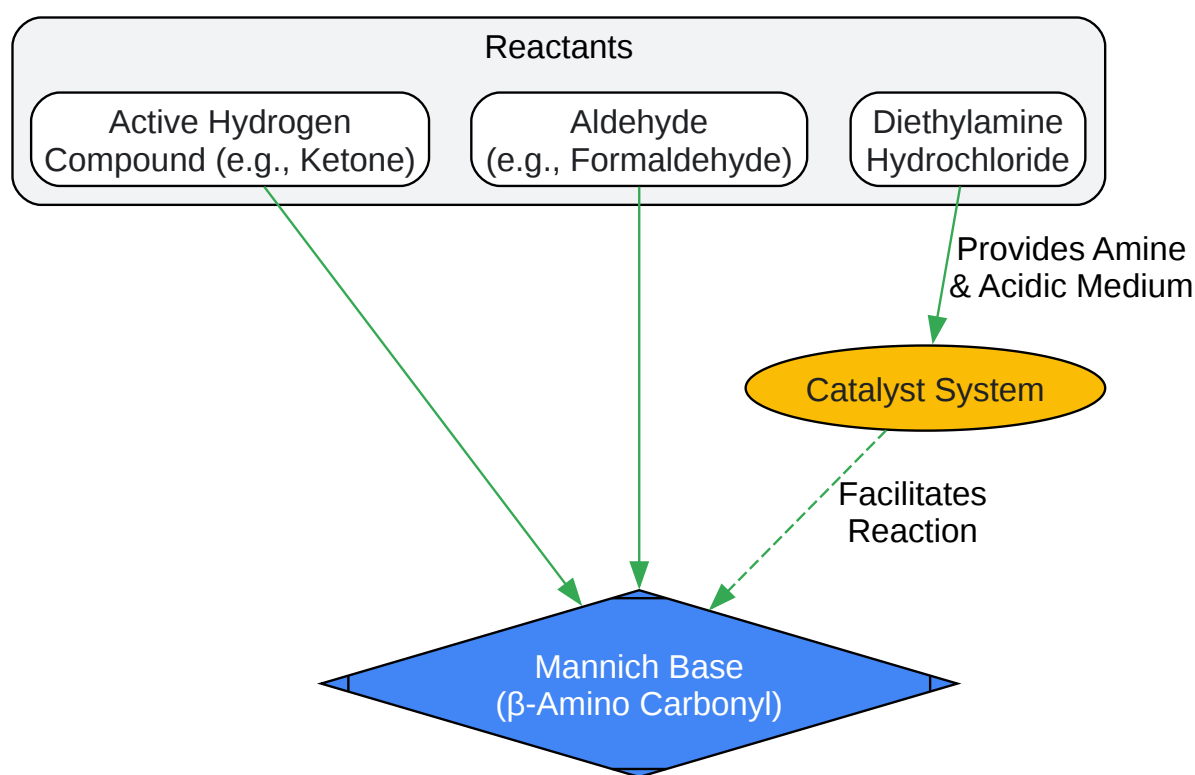 Reactants
Active Hydrogen
Compound (e.g., Ketone)
Aldehyde
(e.g., Formaldehyde)
Diethylamine
Hydrochloride
Provides Amine
& Acidic Medium
Catalyst System
Facilitates
Reaction
Mannich Base
(β-Amino Carbonyl)